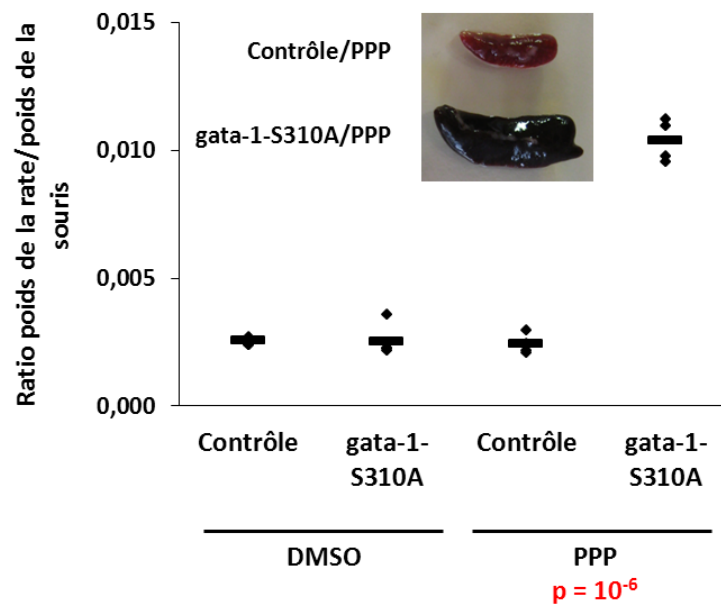 Ratio poids de la rate/poids de la
souris
0,015
0,010
0,005
0,000
Contrôle/PPP
gata-1-S310A/PPP
Contrôle
gata-1-
S310A
Contrôle
gata-1-
S310A
DMSO
PPP
p = 10⁻⁶